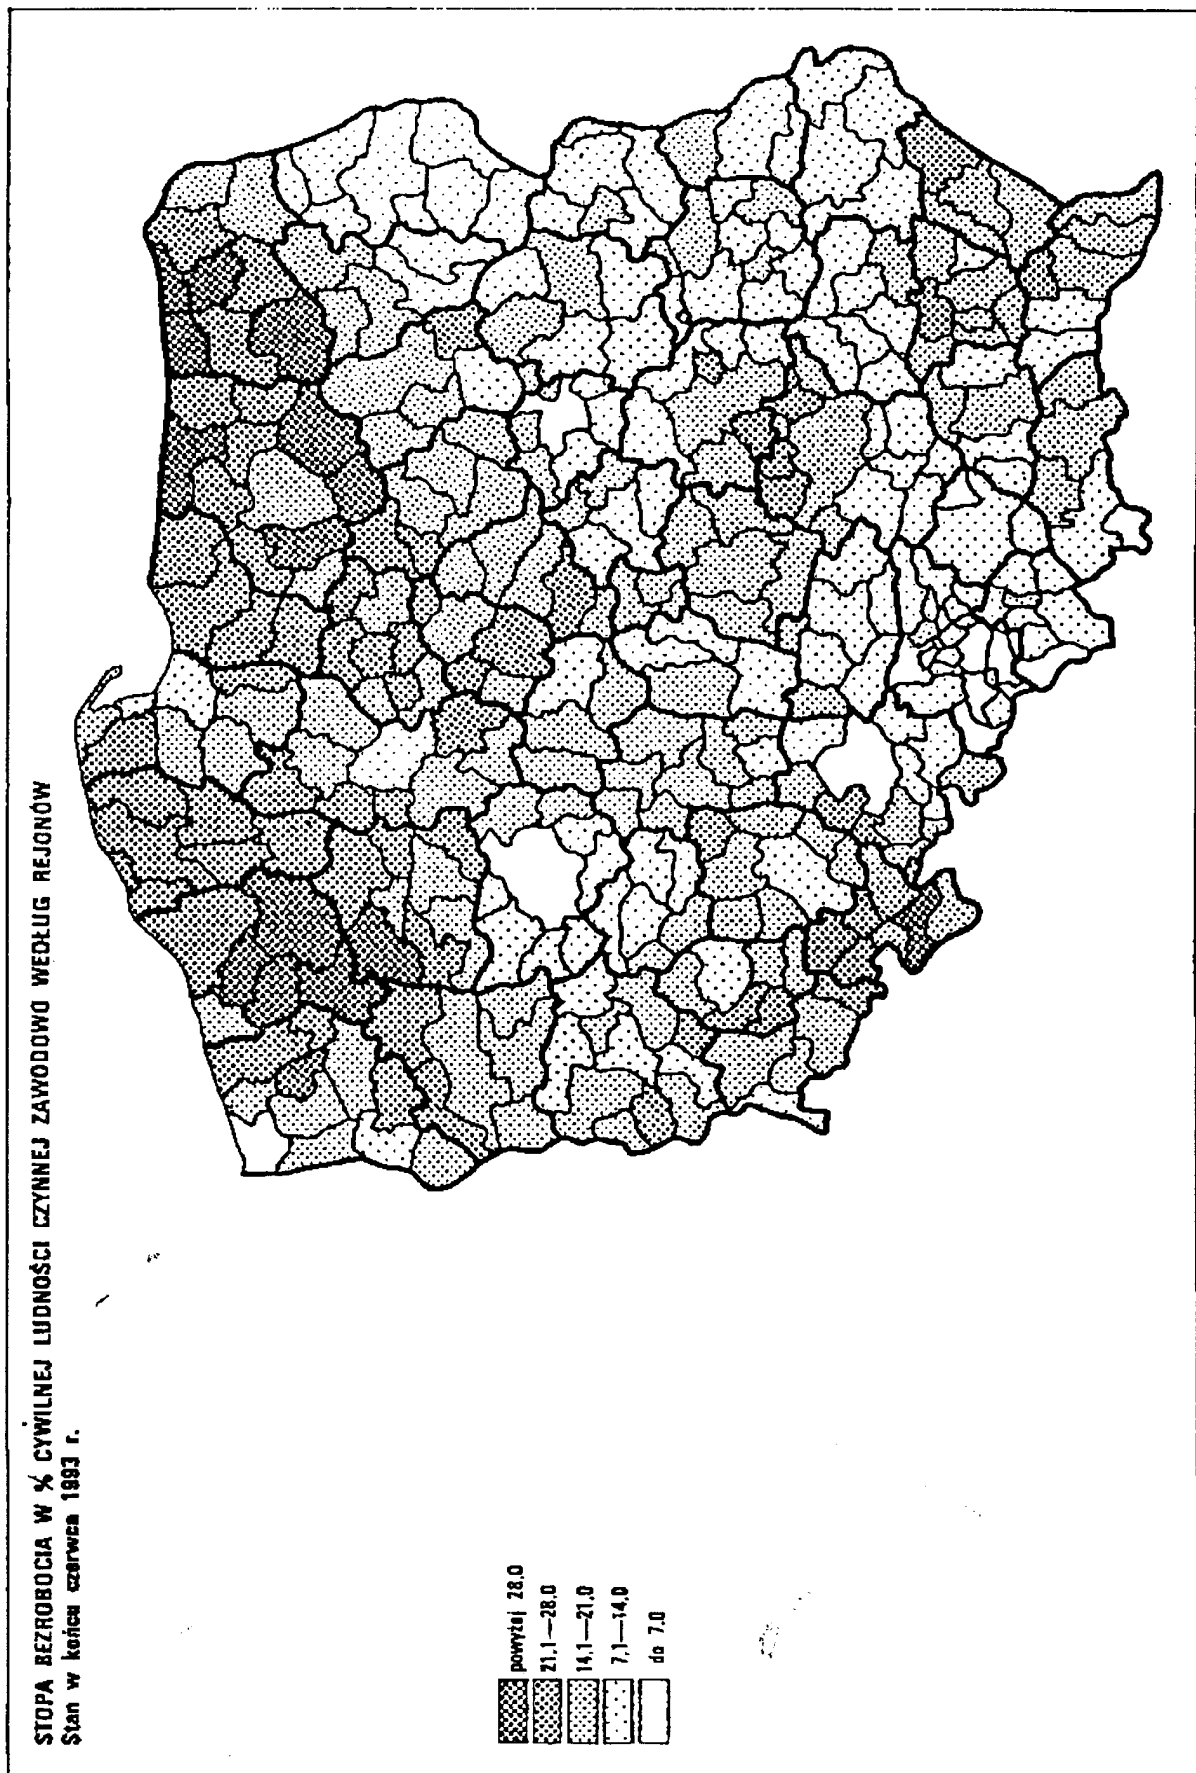 STOPA BEZROBOCIA W % CYWILNEJ LUDNOŚCI CZYNNEJ ZAWODOWO WEDŁUG REJONÓW
Stan w końcu czerwca 1993 r.
powyżej 28.0
21,1—28.0
14,1—21.0
7,1—14.0
do 7.0